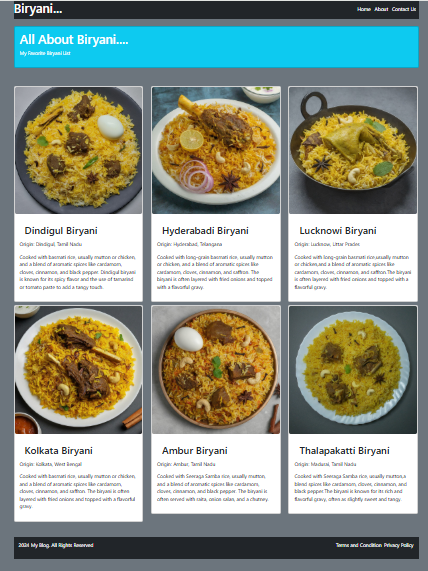 Biryani...
Home About Contact Us
All About Biryani....
My Favorite Biryani List
Dindigul Biryani
Origin: Dindigul, Tamil Nadu
Cooked with basmati rice, usually mutton or
chicken, and a blend of aromatic spices like
cardamom, cloves, cinnamon, and black
pepper. Dindigul biryani is known for its
spicy flavor and the use of tamarind
or tomato paste to add a tangy touch.
Hyderabadi Biryani
Origin: Hyderabad, Telangana
Cooked with long-grain basmati rice, usually mutton
or chicken, and a blend of aromatic spices like
cardamom, cloves, cinnamon, and saffron. The
biryani is often layered with fried onions and topped
with a flavorful gravy.
Lucknowi Biryani
Origin: Lucknow, Uttar Prades
Cooked with long-grain basmati rice,usually mutton
or chicken,and a blend of aromatic spices like
cardamom, cloves, cinnamon, and saffron.The biryani
is often layered with fried onions and topped with a
flavorful gravy.
Kolkata Biryani
Origin: Kolkata, West Bengal
Cooked with basmati rice, usually mutton or chicken,
and a blend of aromatic spices like cardamom,
cloves, cinnamon, and saffron. The biryani is often
layered with fried onions and topped with a flavorful
gravy
Ambur Biryani
Origin: Ambur, Tamil Nadu
Cooked with Seeraga Samba rice, usually mutton,
and a blend of aromatic spices like cardamom,
cloves, cinnamon, and black pepper. The biryani is
often served with raita, onion salan, and a chutney.
Thalapakatti Biryani
Origin: Madurai, Tamil Nadu
Cooked with Seeraga Samba rice, usually mutton,a
and a blend of aromatic spices like cardamom,
cloves, cinnamon, and black
pepper The biryani is known for its rich and
flavorful gravy, often as slightly sweet and tangy
2024 My Blog. All Rights Reserved
Terms and Condition Privacy Policy